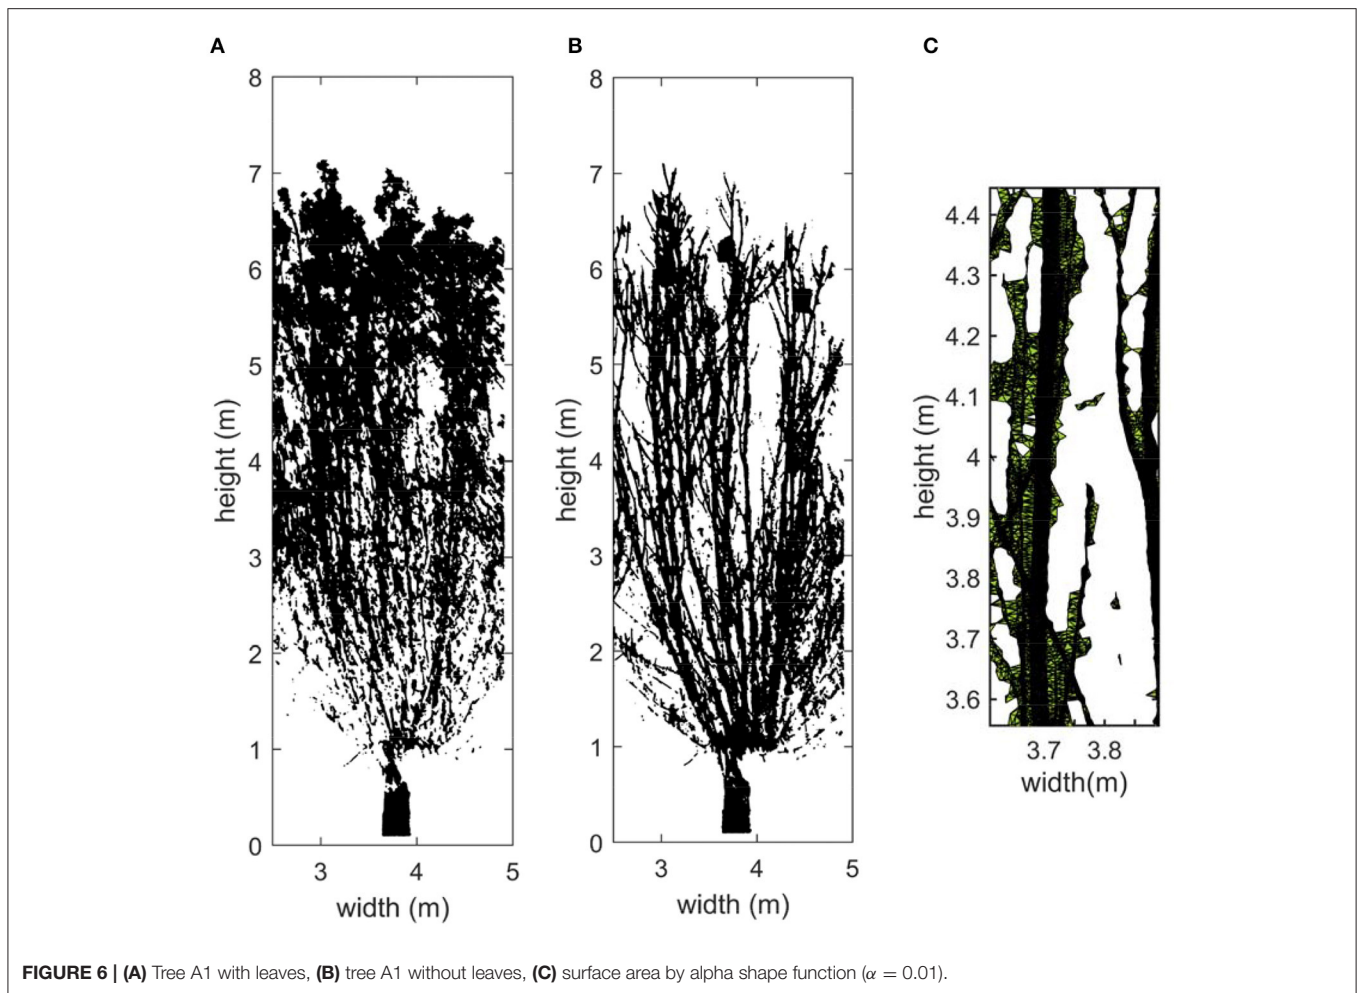 A
B
C
8
7
6
5
4
3
2
1
0
height (m)
3 4 5
width (m)
8
7
6
5
4
3
2
1
0
height (m)
3 4 5
width (m)
4.4
4.3
4.2
4.1
4
3.9
3.8
3.7
3.6
height (m)
3.7 3.8
width(m)
FIGURE 6 | (A) Tree A1 with leaves, (B) tree A1 without leaves, (C) surface area by alpha shape function (α = 0.01).